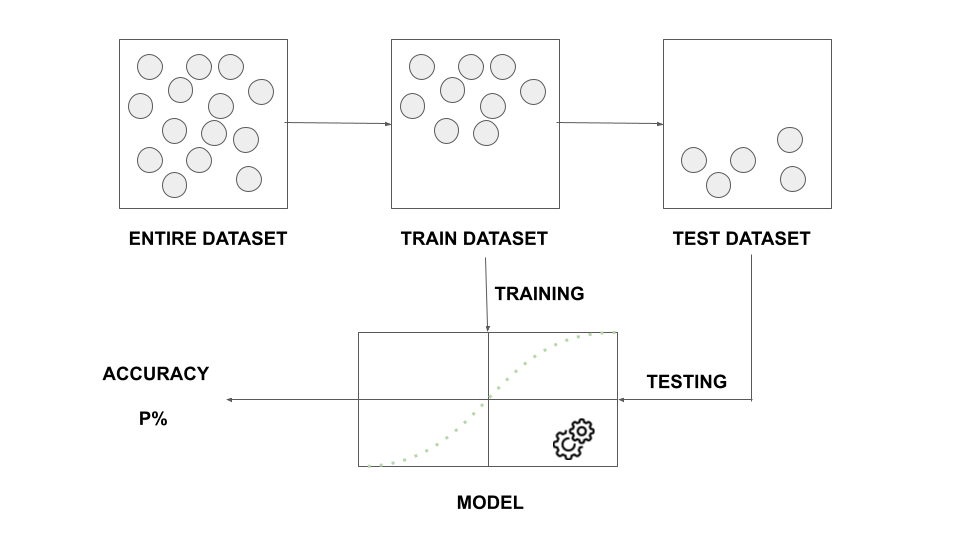 ENTIRE DATASET
TRAIN DATASET
TEST DATASET
TRAINING
ACCURACY
P%
TESTING
MODEL